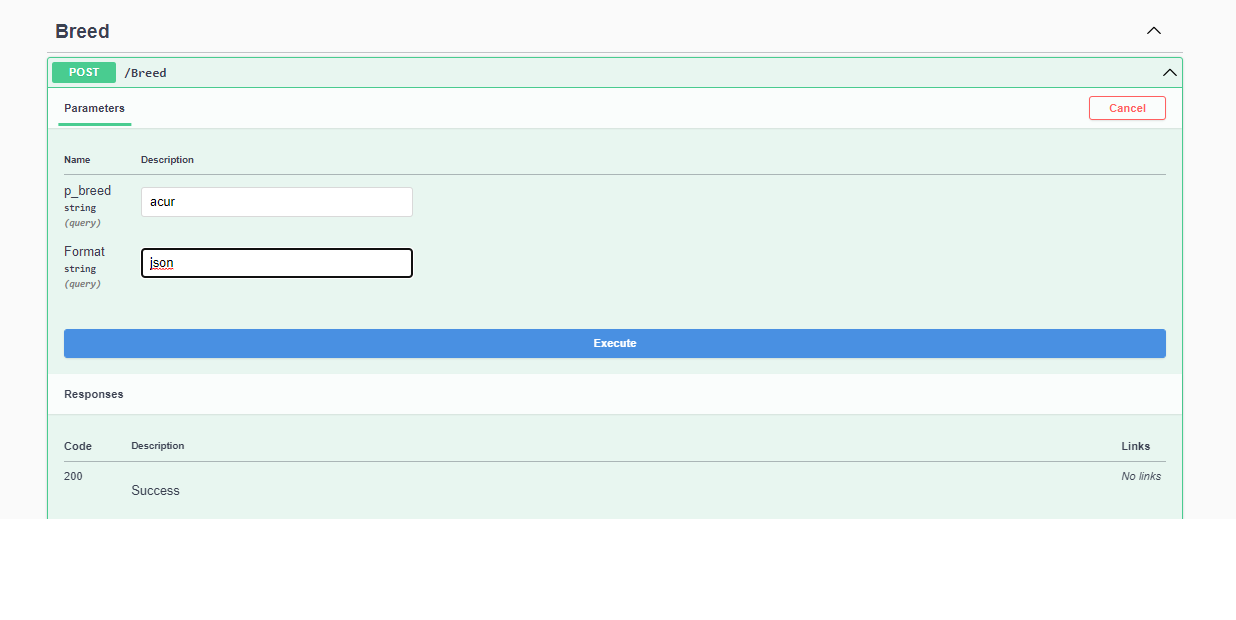 Breed
POST /Breed
Parameters Cancel
Name Description
p_breed
string
(query)
acur
Format
string
(query)
json
Execute
Responses
Code Description Links
200 Success No links